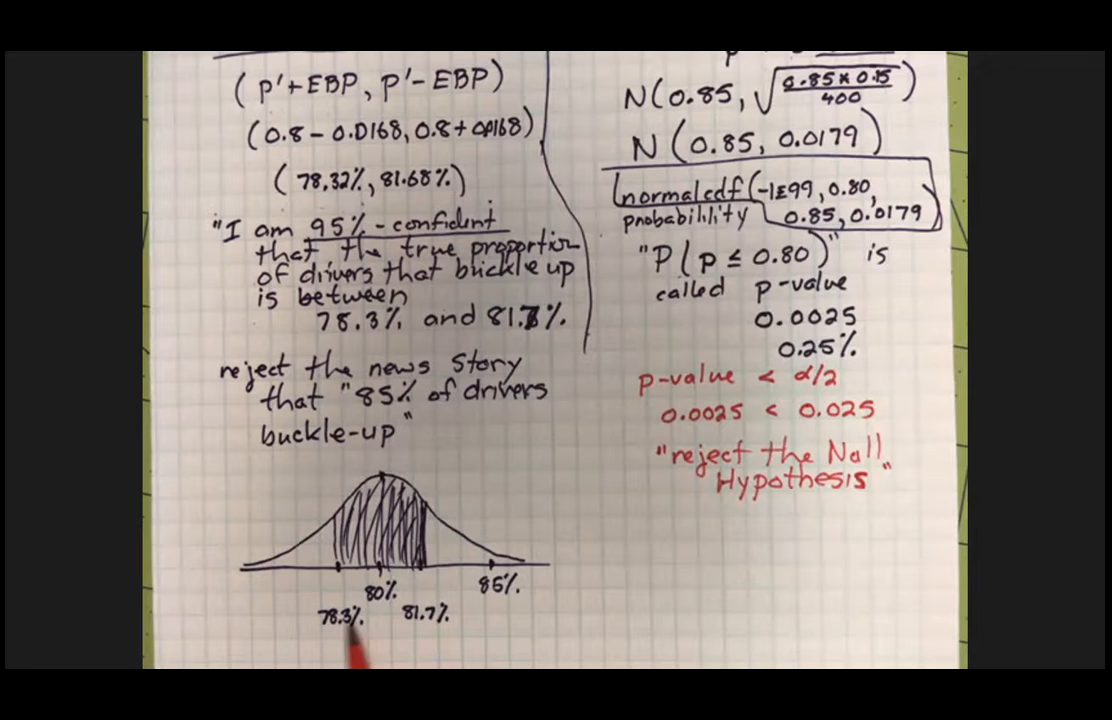 (p'+EBP, p'-EBP)
(0.8 - 0.0168, 0.8+0.0168)
(78.32%, 81.68%)
"I am 95%-confident
that the true proportion
of drivers that buckle up
is between
78.3% and 81.7%.
reject the news story
that "85% of drivers
buckle-up"
80%
85%.
78.3%.
81.7%.
N(0.85, √(0.85×0.15/400))
N(0.85, 0.0179)
normalcdf(-1E99, 0.80,
probabilility 0.85, 0.0179)
"P(p ≤ 0.80)" is
called p-value
0.0025
0.25%
p-value < α/2
0.0025 < 0.025
"reject the Null
Hypothesis"